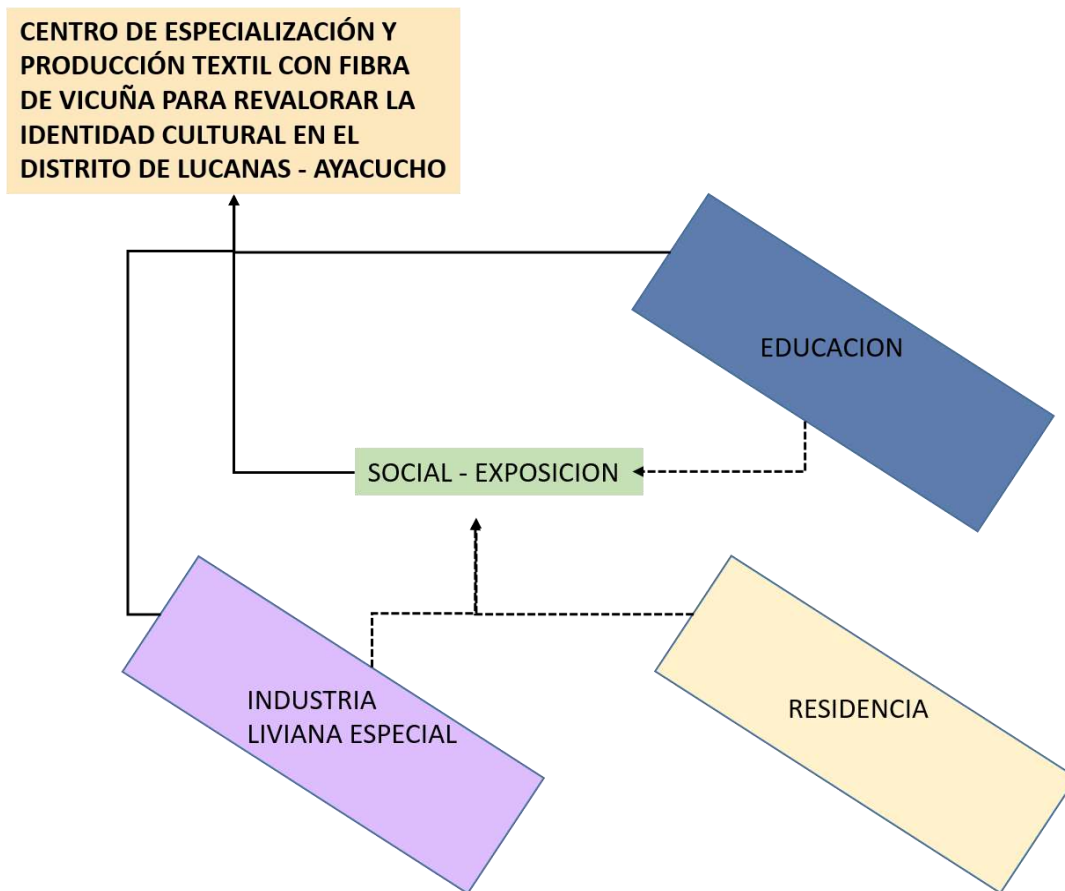 CENTRO DE ESPECIALIZACIÓN Y
PRODUCCIÓN TEXTIL CON FIBRA
DE VICUÑA PARA REVALORAR LA
IDENTIDAD CULTURAL EN EL
DISTRITO DE LUCANAS - AYACUCHO
EDUCACION
SOCIAL - EXPOSICION
INDUSTRIA
LIVIANA ESPECIAL
RESIDENCIA